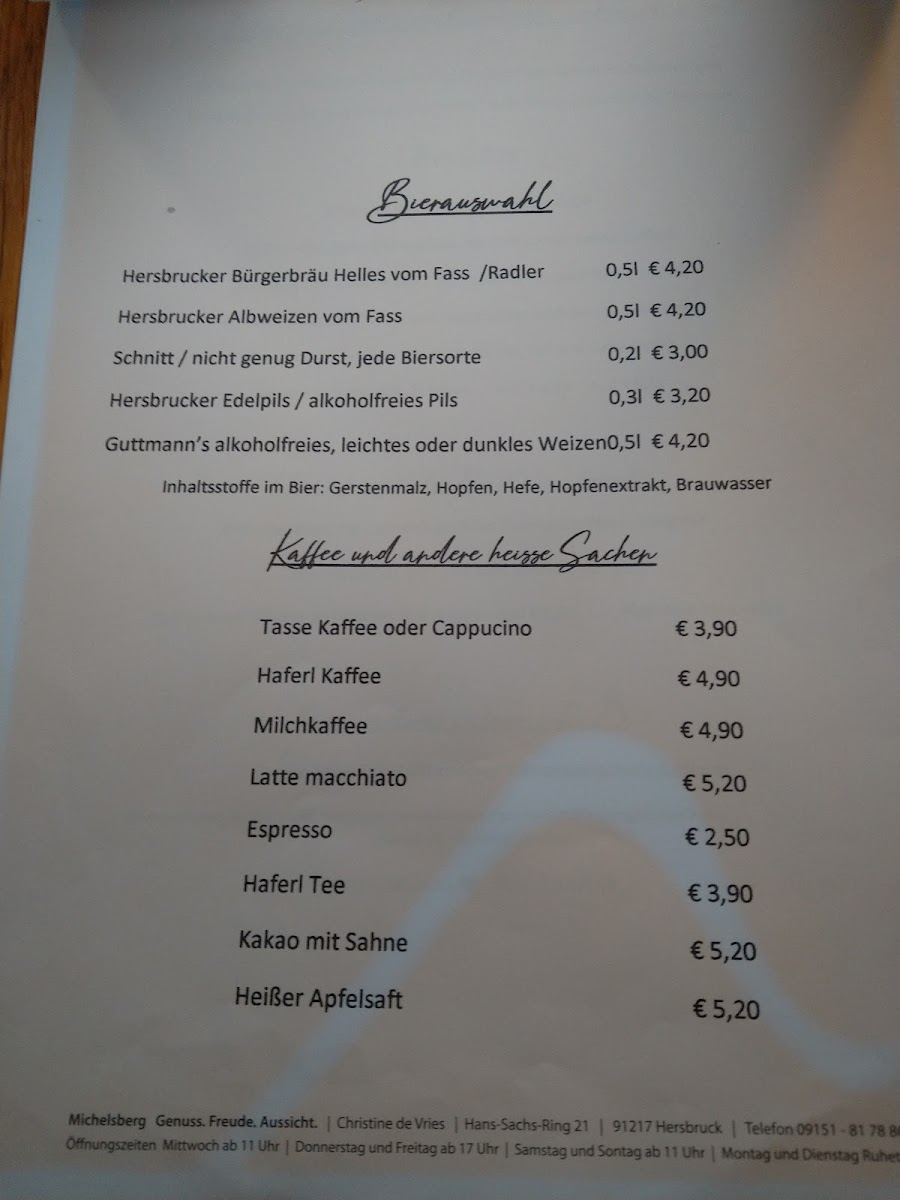 Bierauswahl
Hersbrucker Bürgerbräu Helles vom Fass /Radler 0,5l € 4,20
Hersbrucker Albweizen vom Fass 0,5l € 4,20
Schnitt / nicht genug Durst, jede Biersorte 0,2l € 3,00
Hersbrucker Edelpils / alkoholfreies Pils 0,3l € 3,20
Guttmann's alkoholfreies, leichtes oder dunkles Weizen0,5l € 4,20
Inhaltsstoffe im Bier: Gerstenmalz, Hopfen, Hefe, Hopfenextrakt, Brauwasser
Kaffee und andere heisse Sachen
Tasse Kaffee oder Cappucino € 3,90
Haferl Kaffee € 4,90
Milchkaffee € 4,90
Latte macchiato € 5,20
Espresso € 2,50
Haferl Tee € 3,90
Kakao mit Sahne € 5,20
Heißer Apfelsaft € 5,20
Michelsberg Genuss. Freude. Aussicht. | Christine de Vries | Hans-Sachs-Ring 21 | 91217 Hersbruck | Telefon 09151 - 81 78
Öffnungszeiten Mittwoch ab 11 Uhr | Donnerstag und Freitag ab 17 Uhr | Samstag und Sontag ab 11 Uhr | Montag und Dienstag